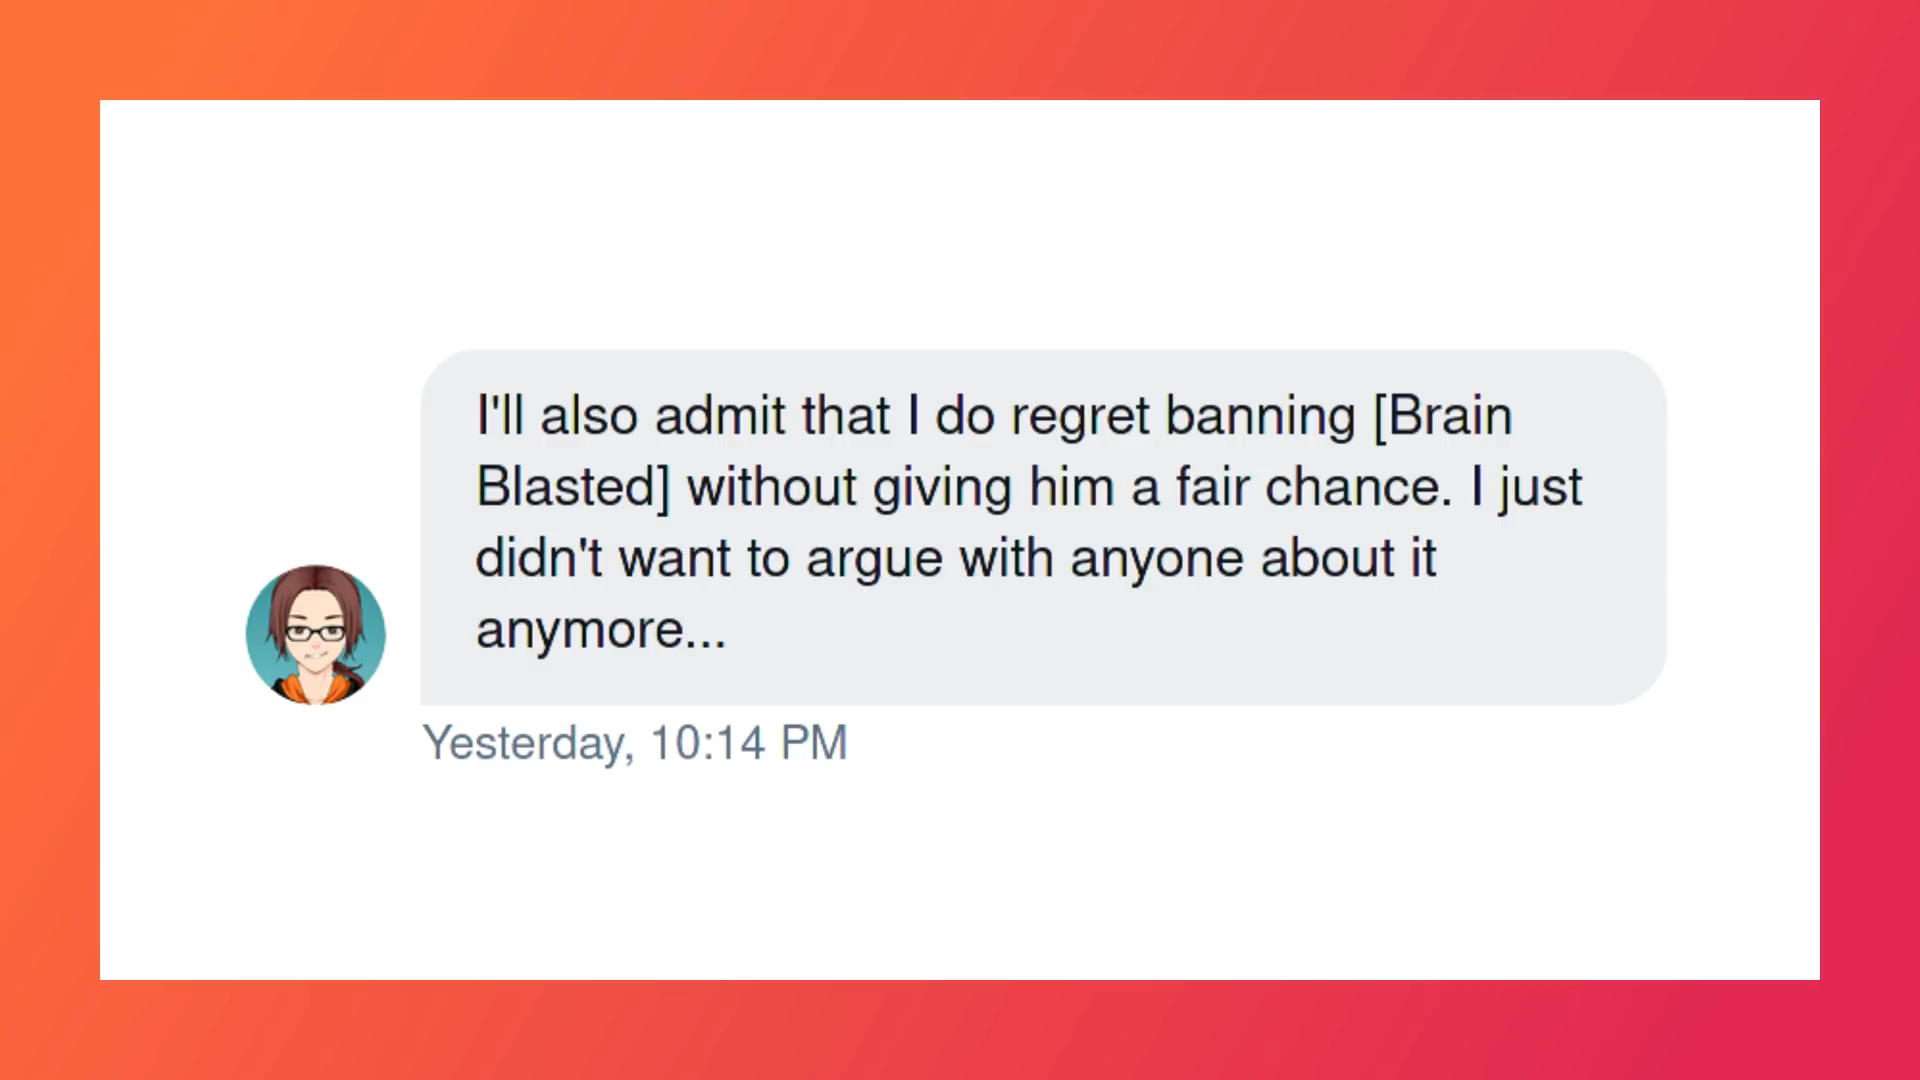 I'll also admit that I do regret banning [Brain
Blasted] without giving him a fair chance. I just
didn't want to argue with anyone about it
anymore...
Yesterday, 10:14 PM